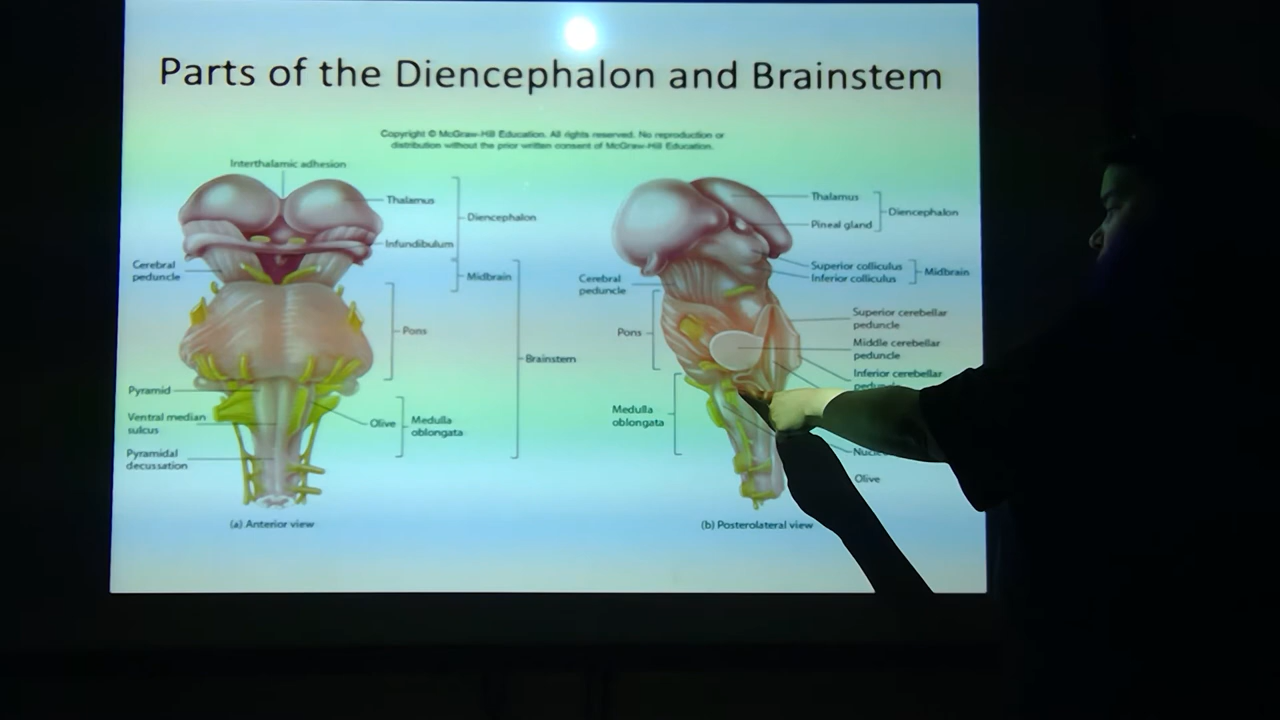 Parts of the Diencephalon and Brainstem
Copyright © McGraw-Hill Education. All rights reserved. No reproduction or
distribution without the prior written consent of McGraw-Hill Education.
Interthalamic adhesion
Thalamus
Diencephalon
Infundibulum
Cerebral
peduncle
Midbrain
Pons
Brainstem
Pyramid
Ventral median
sulcus
Olive
Medulla
oblongata
Pyramidal
decussation
(a) Anterior view
Thalamus
Pineal gland
Diencephalon
Superior colliculus
Inferior colliculus
Midbrain
Cerebral
peduncle
Superior cerebellar
peduncle
Pons
Middle cerebellar
peduncle
Inferior cerebellar
Medulla
oblongata
Olive
(b) Posterolateral view